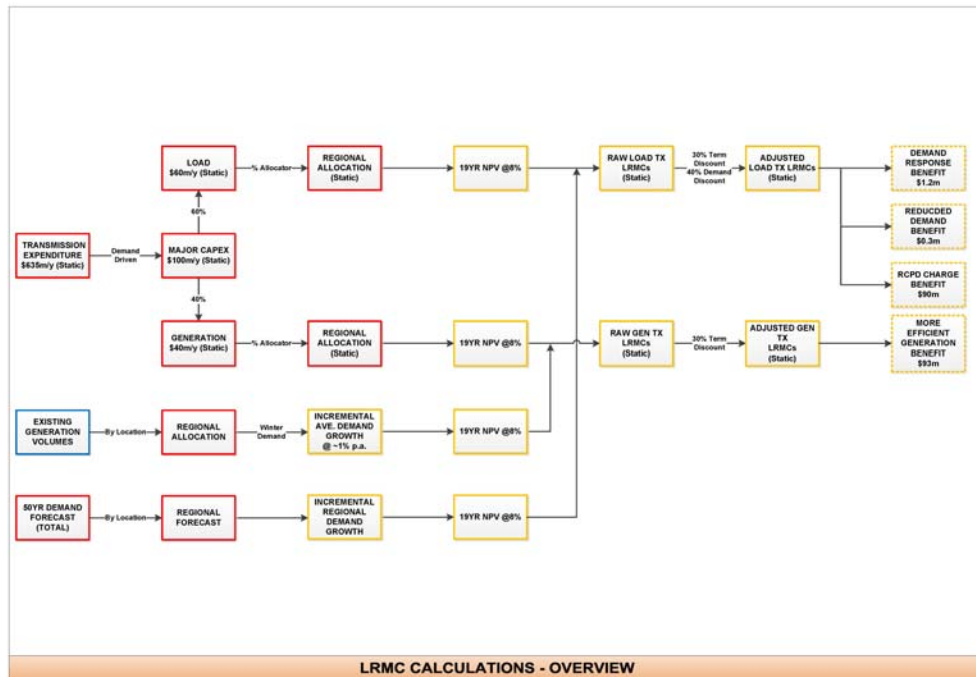 LOAD
$60m/y (Static)
% Allocator
REGIONAL
ALLOCATION
(Static)
19YR NPV @8%
RAW LOAD TX
LRMCs
(Static)
30% Term
Discount
40% Demand
Discount
ADJUSTED
LOAD TX LRMCs
(Static)
DEMAND
RESPONSE
BENEFIT
$1.2m
60%
REDUCDED
DEMAND
BENEFIT
$0.3m
TRANSMISSION
EXPENDITURE
$635m/y (Static)
Demand
Driven
MAJOR CAPEX
$100m/y (Static)
RCPD CHARGE
BENEFIT
$90m
40%
GENERATION
$40m/y (Static)
% Allocator
REGIONAL
ALLOCATION
(Static)
19YR NPV @8%
RAW GEN TX
LRMCs
(Static)
30% Term
Discount
ADJUSTED GEN
TX
LRMCs
(Static)
MORE
EFFICIENT
GENERATION
BENEFIT
$93m
EXISTING
GENERATION
VOLUMES
By Location
REGIONAL
ALLOCATION
Winter
Demand
INCREMENTAL
AVE. DEMAND
GROWTH
@ ~1% p.a.
19YR NPV @8%
50YR DEMAND
FORECAST
(TOTAL)
By Location
REGIONAL
FORECAST
INCREMENTAL
REGIONAL
DEMAND
GROWTH
19YR NPV @8%
LRMC CALCULATIONS - OVERVIEW